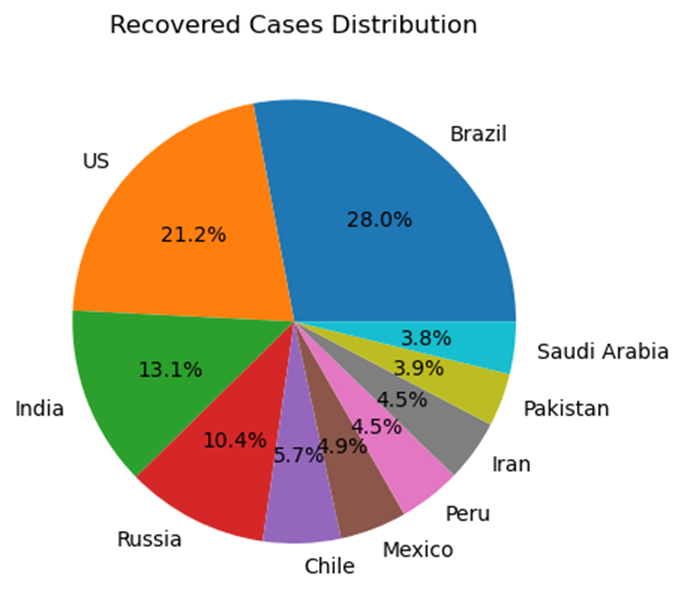 Recovered Cases Distribution
Brazil
28.0%
US
21.2%
India
13.1%
Russia
10.4%
Chile
5.7%
Mexico
4.9%
Peru
4.5%
Iran
4.5%
Pakistan
3.9%
Saudi Arabia
3.8%